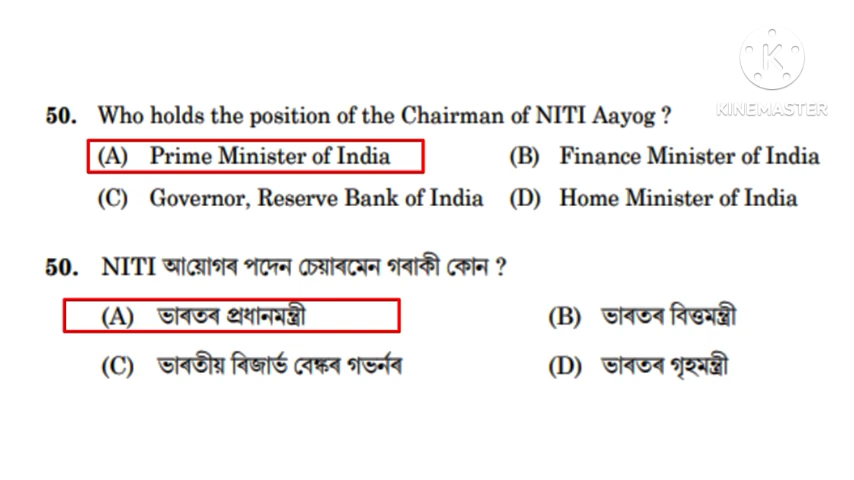 K
KINEMASTER
50. Who holds the position of the Chairman of NITI Aayog ?
(A) Prime Minister of India (B) Finance Minister of India
(C) Governor, Reserve Bank of India (D) Home Minister of India
50. NITI আয়োগৰ পদেন চেয়াৰমেন গৰাকী কোন ?
(A) ভাৰতৰ প্ৰধানমন্ত্ৰী (B) ভাৰতৰ বিত্তমন্ত্ৰী
(C) ভাৰতীয় ৰিজাৰ্ভ বেঙ্কৰ গভৰ্নৰ (D) ভাৰতৰ গৃহমন্ত্ৰী